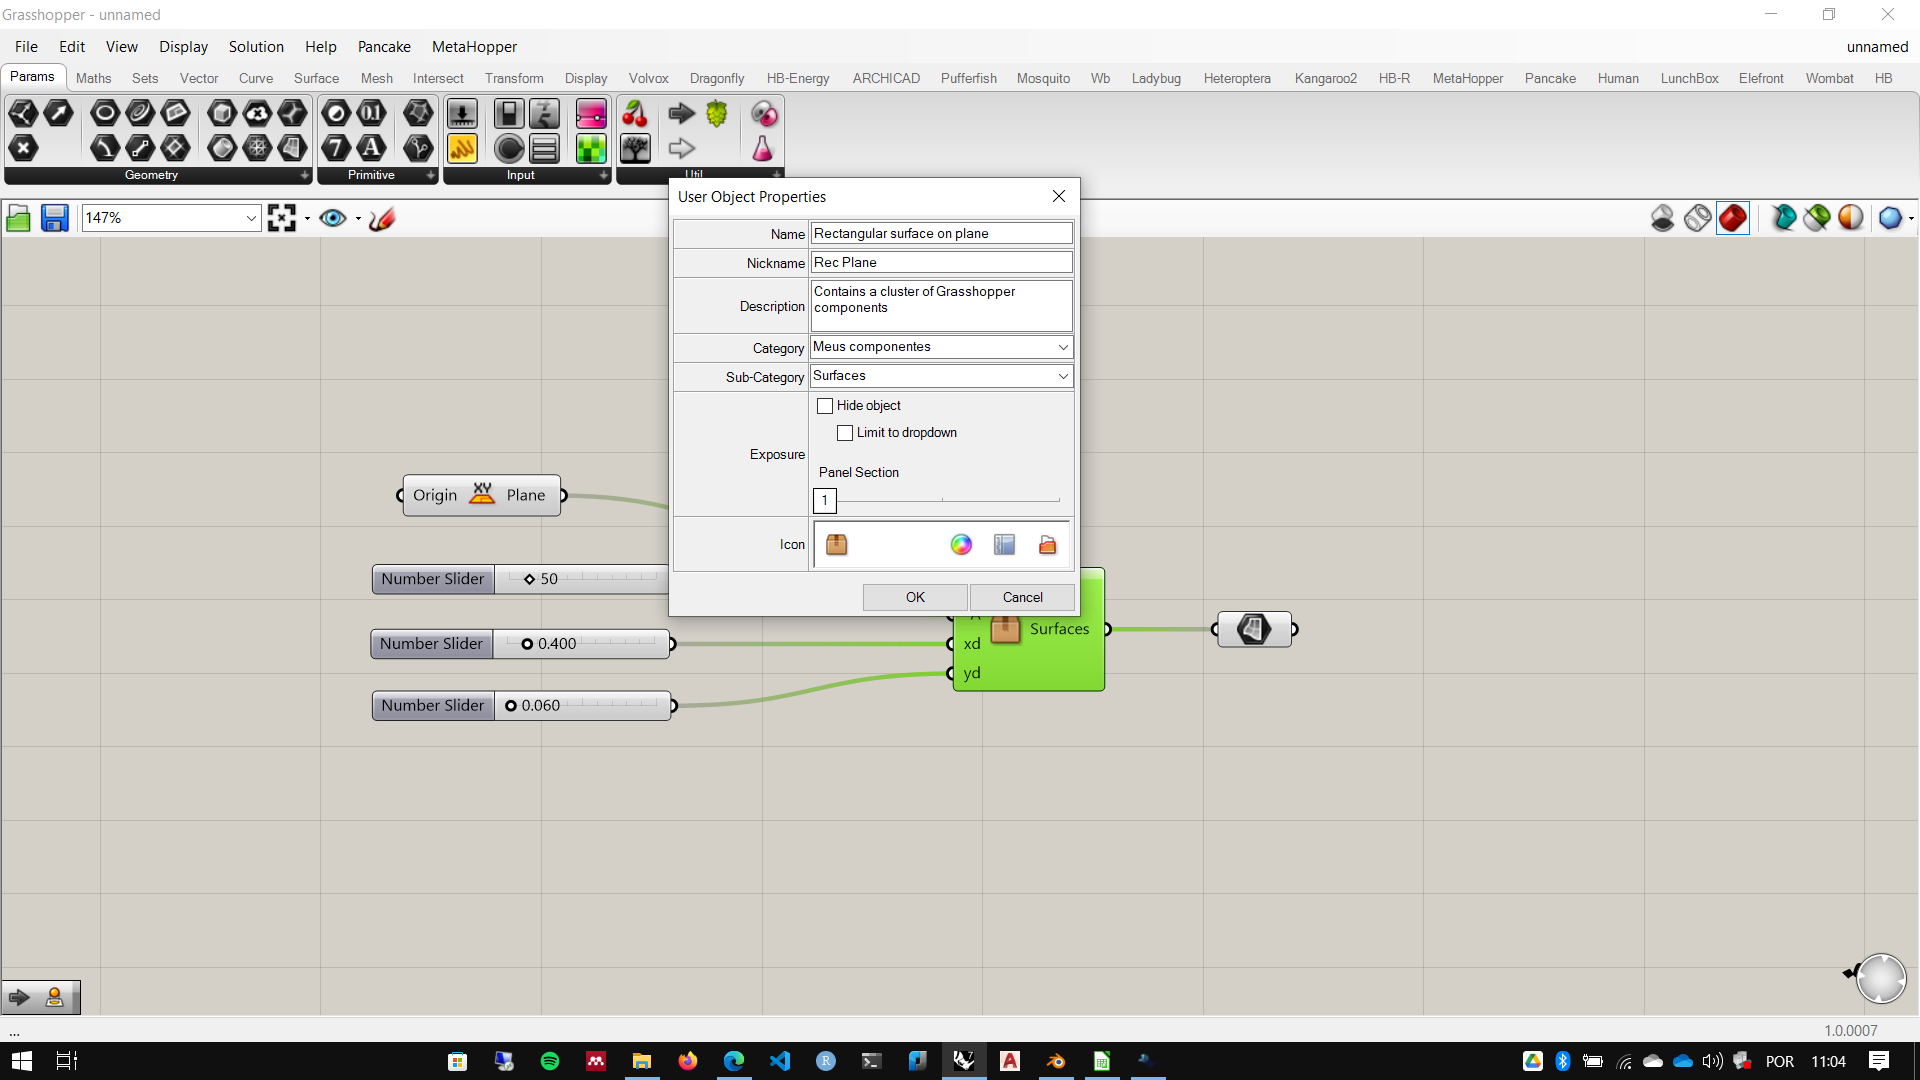 Grasshopper - unnamed
File Edit View Display Solution Help Pancake MetaHopper unnamed
Params Maths Sets Vector Curve Surface Mesh Intersect Transform Display Volvox Dragonfly HB-Energy ARCHICAD Pufferfish Mosquito Wb Ladybug Heteroptera Kangaroo2 HB-R MetaHopper Pancake Human LunchBox Elefront Wombat HB
Geometry Primitive Input Util
147%
User Object Properties
Name Rectangular surface on plane
Nickname Rec Plane
Description Contains a cluster of Grasshopper
components
Category Meus componentes
Sub-Category Surfaces
Hide object
Limit to dropdown
Exposure
Panel Section
1
Icon
OK Cancel
Origin XY Plane
Number Slider 50
Number Slider 0.400
Number Slider 0.060
Surfaces
xd
yd
...
1.0.0007
POR 11:04